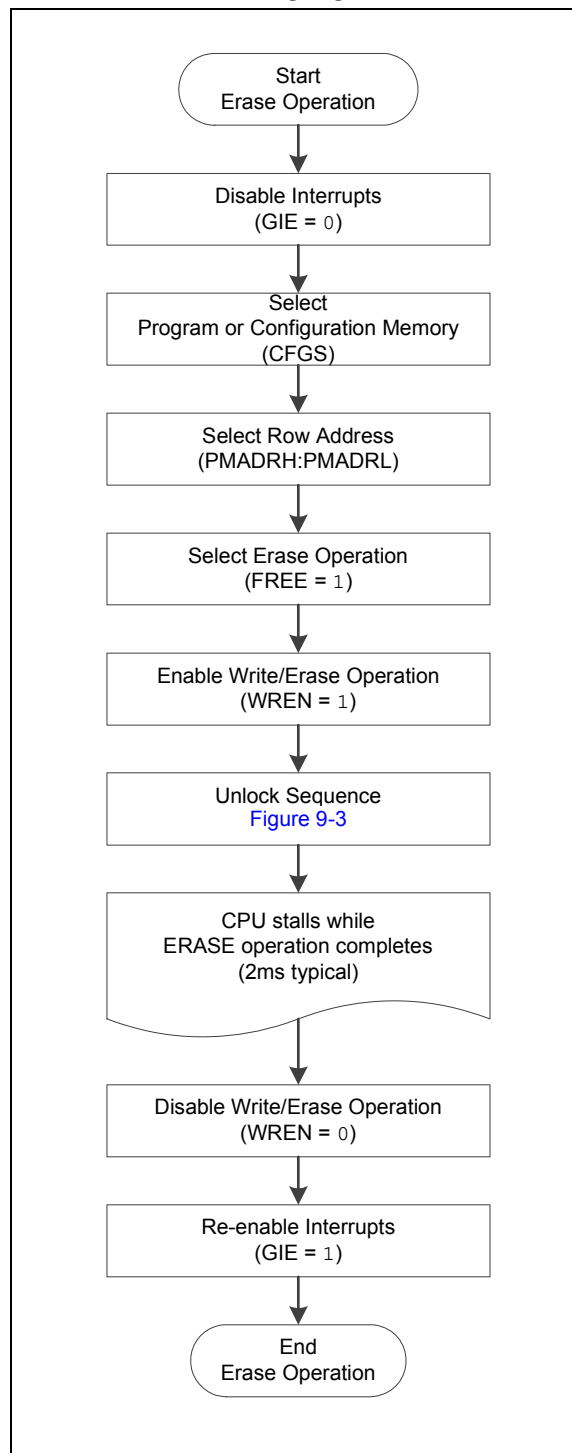 Start
Erase Operation
Disable Interrupts
(GIE = 0)
Select
Program or Configuration Memory
(CFGS)
Select Row Address
(PMADRH:PMADRL)
Select Erase Operation
(FREE = 1)
Enable Write/Erase Operation
(WREN = 1)
Unlock Sequence
Figure 9-3
CPU stalls while
ERASE operation completes
(2ms typical)
Disable Write/Erase Operation
(WREN = 0)
Re-enable Interrupts
(GIE = 1)
End
Erase Operation